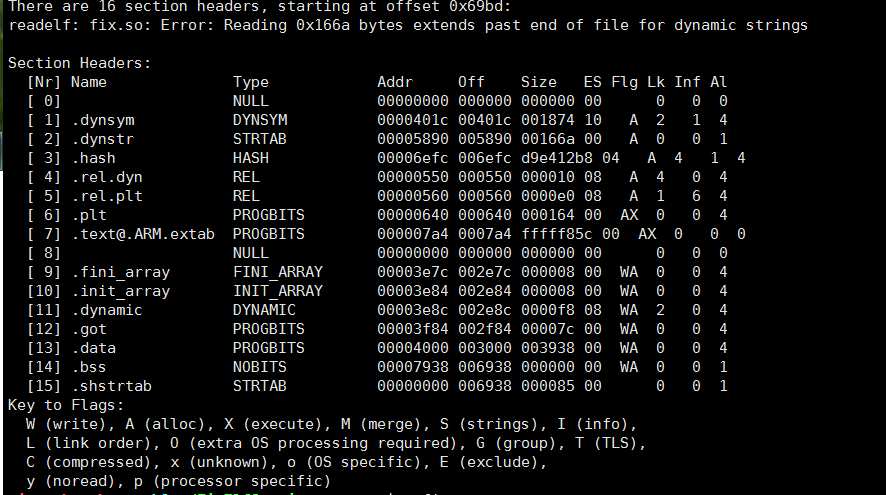 There are 16 section headers, starting at offset 0x69bd:
readelf: fix.so: Error: Reading 0x166a bytes extends past end of file for dynamic strings
Section Headers:
[Nr] Name Type Addr Off Size ES Flg Lk Inf Al
[ 0] NULL 00000000 000000 000000 00 0 0 0
[ 1] .dynsym DYNSYM 0000401c 00401c 001874 10 A 2 1 4
[ 2] .dynstr STRTAB 00005890 005890 00166a 00 A 0 0 1
[ 3] .hash HASH 00006efc 006efc d9e412b8 04 A 4 1 4
[ 4] .rel.dyn REL 00000550 000550 000010 08 A 4 0 4
[ 5] .rel.plt REL 00000560 000560 0000e0 08 A 1 6 4
[ 6] .plt PROGBITS 00000640 000640 000164 00 AX 0 0 4
[ 7] .text@.ARM.extab PROGBITS 000007a4 0007a4 fffff85c 00 AX 0 0 0
[ 8] NULL 00000000 000000 000000 00 0 0 0
[ 9] .fini_array FINI_ARRAY 00003e7c 002e7c 000008 00 WA 0 0 4
[10] .init_array INIT_ARRAY 00003e84 002e84 000008 00 WA 0 0 4
[11] .dynamic DYNAMIC 00003e8c 002e8c 0000f8 08 WA 2 0 4
[12] .got PROGBITS 00003f84 002f84 00007c 00 WA 0 0 4
[13] .data PROGBITS 00004000 003000 003938 00 WA 0 0 4
[14] .bss NOBITS 00007938 006938 000000 00 WA 0 0 1
[15] .shstrtab STRTAB 00000000 006938 000085 00 0 0 1
Key to Flags:
W (write), A (alloc), X (execute), M (merge), S (strings), I (info),
L (link order), O (extra OS processing required), G (group), T (TLS),
C (compressed), x (unknown), o (OS specific), E (exclude),
y (noread), p (processor specific)